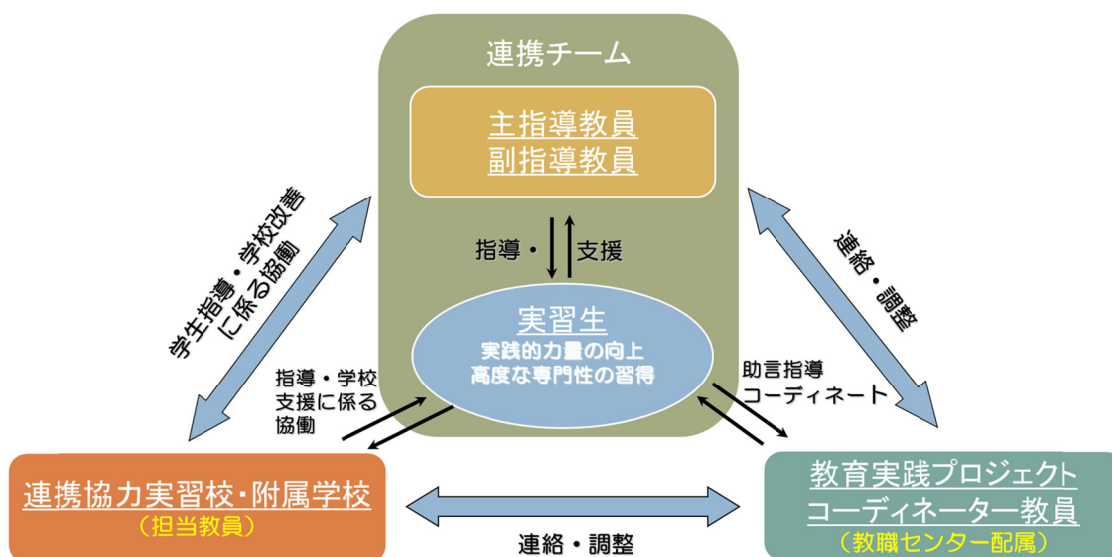 連携チーム
主指導教員
副指導教員
指導・
支援
実習生
実践的力量の向上
高度な専門性の習得
学生指導・学校改善
に係る協働
連絡・調整
指導・学校
支援に係る
協働
助言指導
コーディネート
連携協力実習校・附属学校
(担当教員)
連絡・調整
教育実践プロジェクト
コーディネーター教員
(教職センター配属)